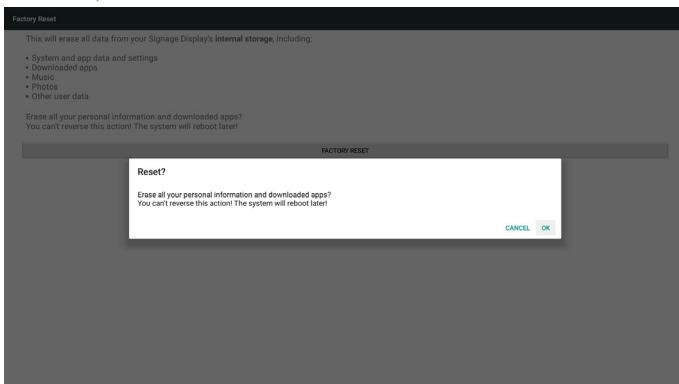 Factory Reset
This will erase all data from your Signage Display's internal storage, including:
• System and app data and settings
• Downloaded apps
• Music
• Photos
• Other user data
Erase all your personal information and downloaded apps?
You can't reverse this action! The system will reboot later!
FACTORY RESET
Reset?
Erase all your personal information and downloaded apps?
You can't reverse this action! The system will reboot later!
CANCEL OK